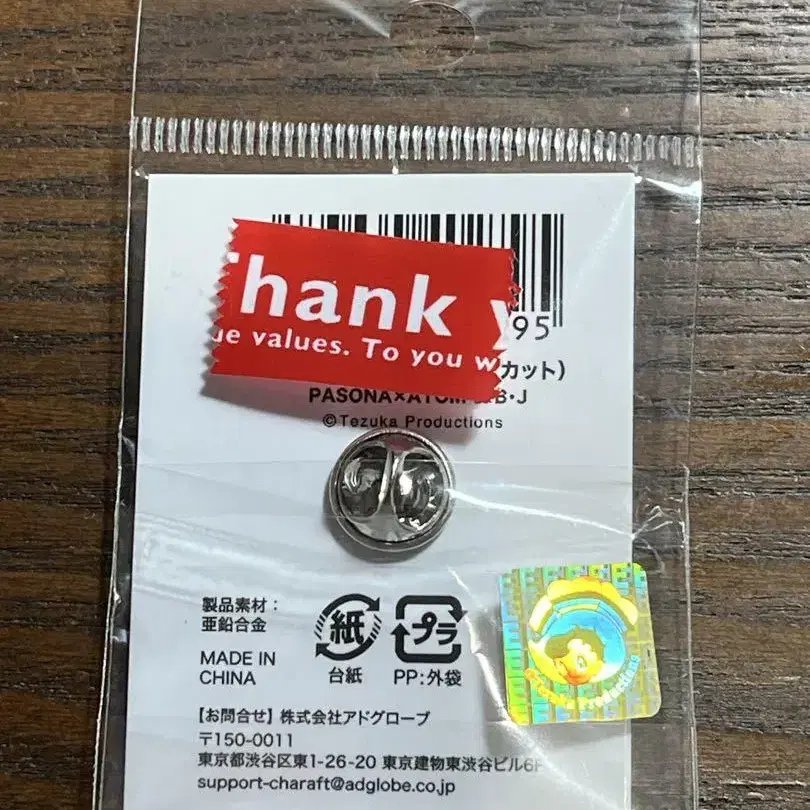 Thank
values. To you
95
カット）
PASONA×ATOM B・J
©Tezuka Productions
製品素材：
亜鉛合金
MADE IN
CHINA
紙
台紙
プラ
PP:外袋
【お問合せ】株式会社アドグローブ
〒150-0011
東京都渋谷区東1-26-20 東京建物東渋谷ビル6F
support-charaft@adglobe.co.jp
©Tezuka Productions